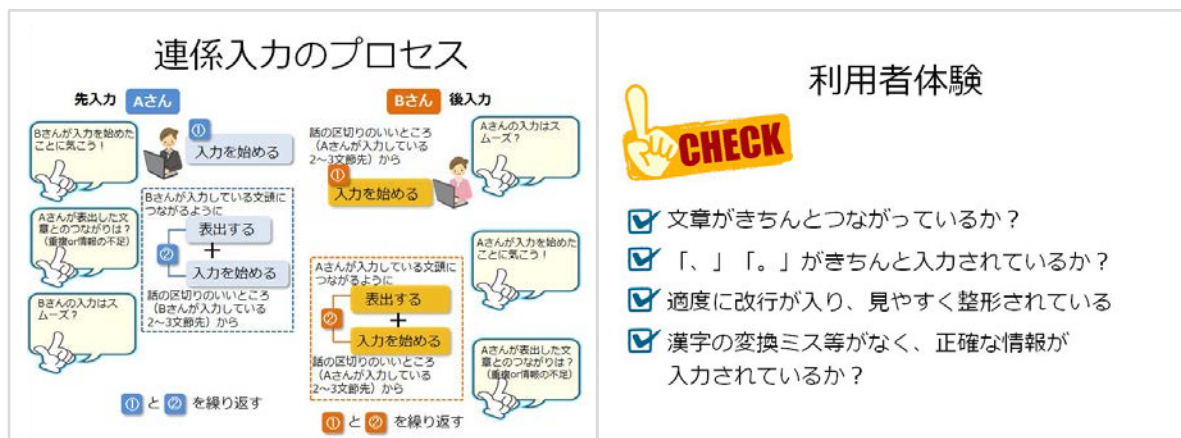 連係入力のプロセス
先入力 Aさん
Bさんが入力を始めた
ことに気こう！
①
入力を始める
Bさんが入力している文頭に
つながるように
Aさんが表出した文
章とのつながりは？
（重複or情報の不足）
表出する
②
＋
入力を始める
話の区切りのいいところ
（Bさんが入力している
2～3文節先）から
Bさんの入力はス
ムーズ？
① と ② を繰り返す
Bさん 後入力
話の区切りのいいところ
（Aさんが入力している
2～3文節先）から
①
入力を始める
Aさんの入力はス
ムーズ？
Aさんが入力を始めた
ことに気こう！
Aさんが入力している文頭に
つながるように
表出する
②
＋
入力を始める
話の区切りのいいところ
（Aさんが入力している
2～3文節先）から
Aさんが表出した文
章とのつながりは？
（重複or情報の不足）
① と ② を繰り返す
利用者体験
CHECK
文章がきちんとつながっているか？
「、」「。」がきちんと入力されているか？
適度に改行が入り、見やすく整形されている
漢字の変換ミス等がなく、正確な情報が
入力されているか？